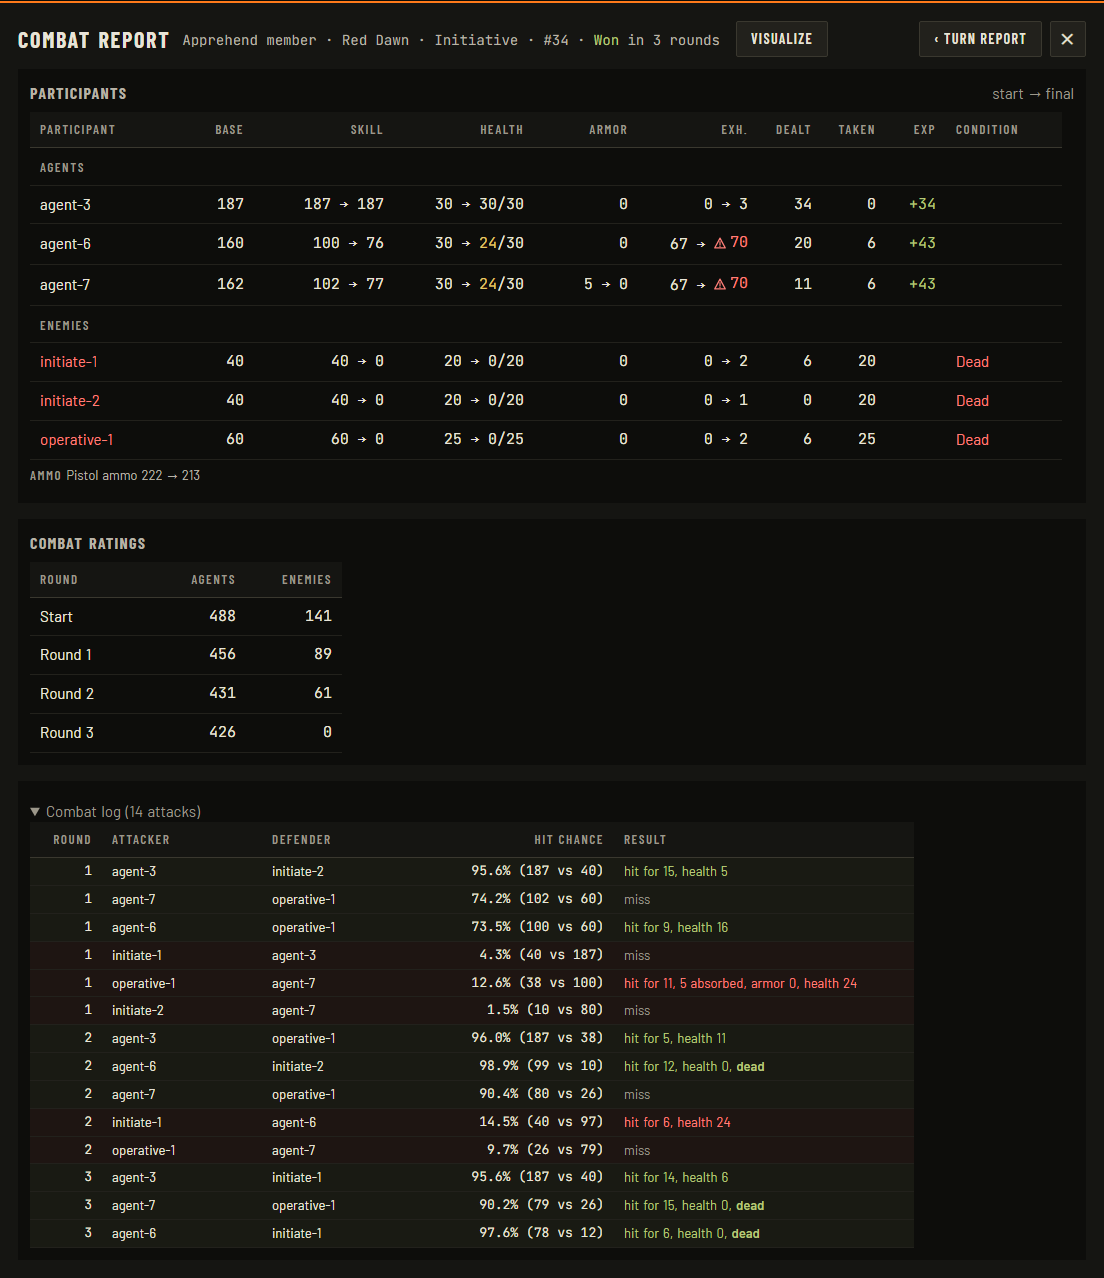 COMBAT REPORT Apprehend member · Red Dawn · Initiative · #34 · Won in 3 rounds VISUALIZE ‹ TURN REPORT ✕
PARTICIPANTS start → final
PARTICIPANT BASE SKILL HEALTH ARMOR EXH. DEALT TAKEN EXP CONDITION
AGENTS
agent-3 187 187 → 187 30 → 30/30 0 0 → 3 34 0 +34
agent-6 160 100 → 76 30 → 24/30 0 67 → ⚠ 70 20 6 +43
agent-7 162 102 → 77 30 → 24/30 5 → 0 67 → ⚠ 70 11 6 +43
ENEMIES
initiate-1 40 40 → 0 20 → 0/20 0 0 → 2 6 20 Dead
initiate-2 40 40 → 0 20 → 0/20 0 0 → 1 0 20 Dead
operative-1 60 60 → 0 25 → 0/25 0 0 → 2 6 25 Dead
AMMO Pistol ammo 222 → 213
COMBAT RATINGS
ROUND AGENTS ENEMIES
Start 488 141
Round 1 456 89
Round 2 431 61
Round 3 426 0
▼ Combat log (14 attacks)
ROUND ATTACKER DEFENDER HIT CHANCE RESULT
1 agent-3 initiate-2 95.6% (187 vs 40) hit for 15, health 5
1 agent-7 operative-1 74.2% (102 vs 60) miss
1 agent-6 operative-1 73.5% (100 vs 60) hit for 9, health 16
1 initiate-1 agent-3 4.3% (40 vs 187) miss
1 operative-1 agent-7 12.6% (38 vs 100) hit for 11, 5 absorbed, armor 0, health 24
1 initiate-2 agent-7 1.5% (10 vs 80) miss
2 agent-3 operative-1 96.0% (187 vs 38) hit for 5, health 11
2 agent-6 initiate-2 98.9% (99 vs 10) hit for 12, health 0, dead
2 agent-7 operative-1 90.4% (80 vs 26) miss
2 initiate-1 agent-6 14.5% (40 vs 97) hit for 6, health 24
2 operative-1 agent-7 9.7% (26 vs 79) miss
3 agent-3 initiate-1 95.6% (187 vs 40) hit for 14, health 6
3 agent-7 operative-1 90.2% (79 vs 26) hit for 15, health 0, dead
3 agent-6 initiate-1 97.6% (78 vs 12) hit for 6, health 0, dead